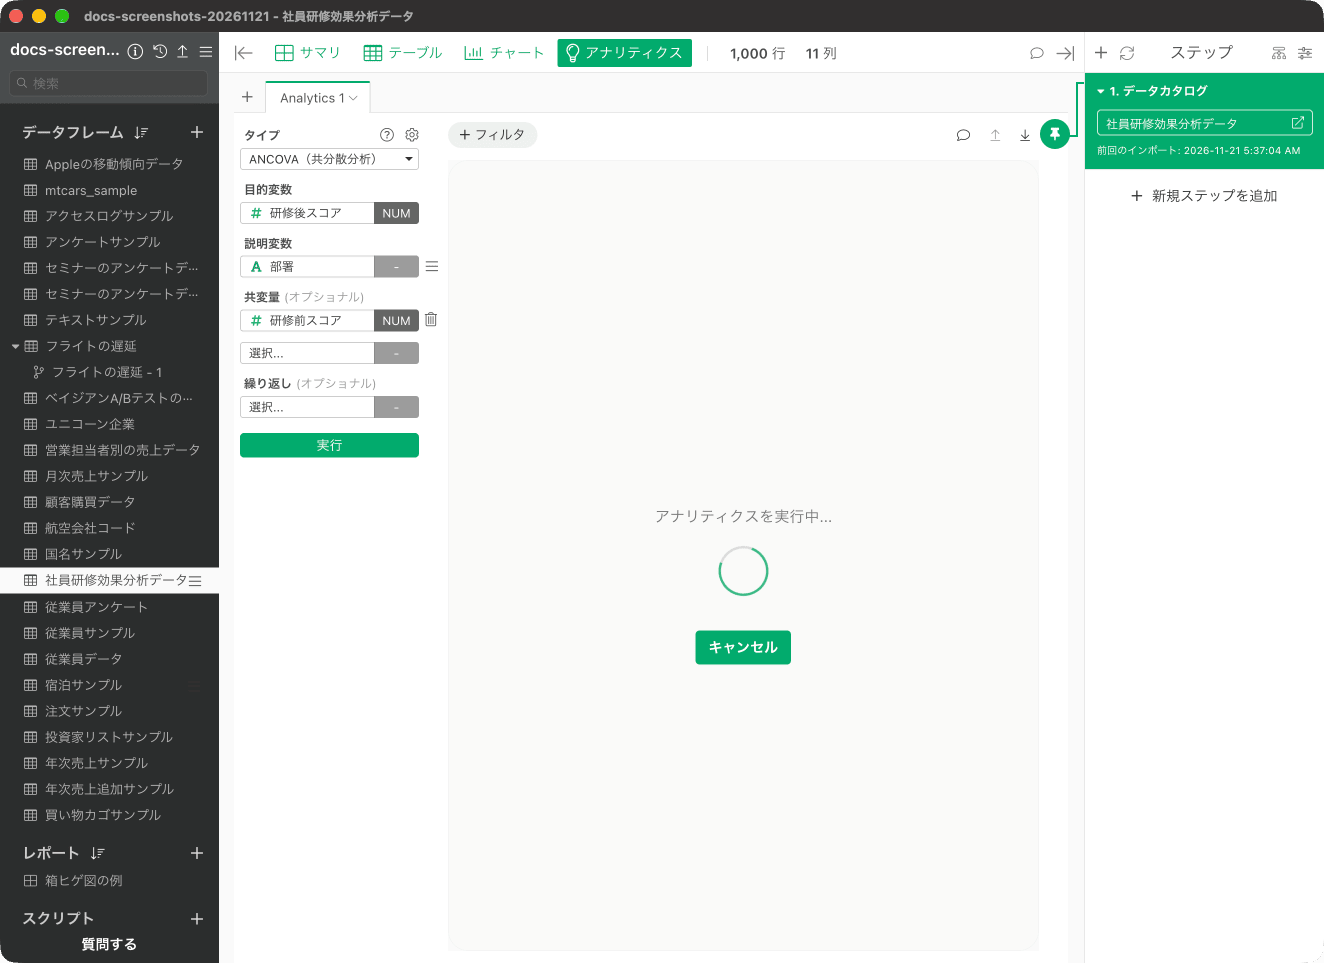 docs-screenshots-20261121 - 社員研修効果分析データ
docs-screen...
検索
データフレーム
Appleの移動傾向データ
mtcars_sample
アクセスログサンプル
アンケートサンプル
セミナーのアンケートデ...
セミナーのアンケートデ...
テキストサンプル
フライトの遅延
フライトの遅延 - 1
ベイジアンA/Bテストの...
ユニコーン企業
営業担当者別の売上データ
月次売上サンプル
顧客購買データ
航空会社コード
国名サンプル
社員研修効果分析データ
従業員アンケート
従業員サンプル
従業員データ
宿泊サンプル
注文サンプル
投資家リストサンプル
年次売上サンプル
年次売上追加サンプル
買い物カゴサンプル
レポート
箱ヒゲ図の例
スクリプト
質問する
サマリ
テーブル
チャート
アナリティクス
1,000 行
11 列
Analytics 1
タイプ
ANCOVA（共分散分析）
目的変数
# 研修後スコア NUM
説明変数
A 部署 -
共変量 (オプショナル)
# 研修前スコア NUM
選択... -
繰り返し (オプショナル)
選択... -
実行
+ フィルタ
アナリティクスを実行中...
キャンセル
ステップ
1. データカタログ
社員研修効果分析データ
前回のインポート: 2026-11-21 5:37:04 AM
+ 新規ステップを追加